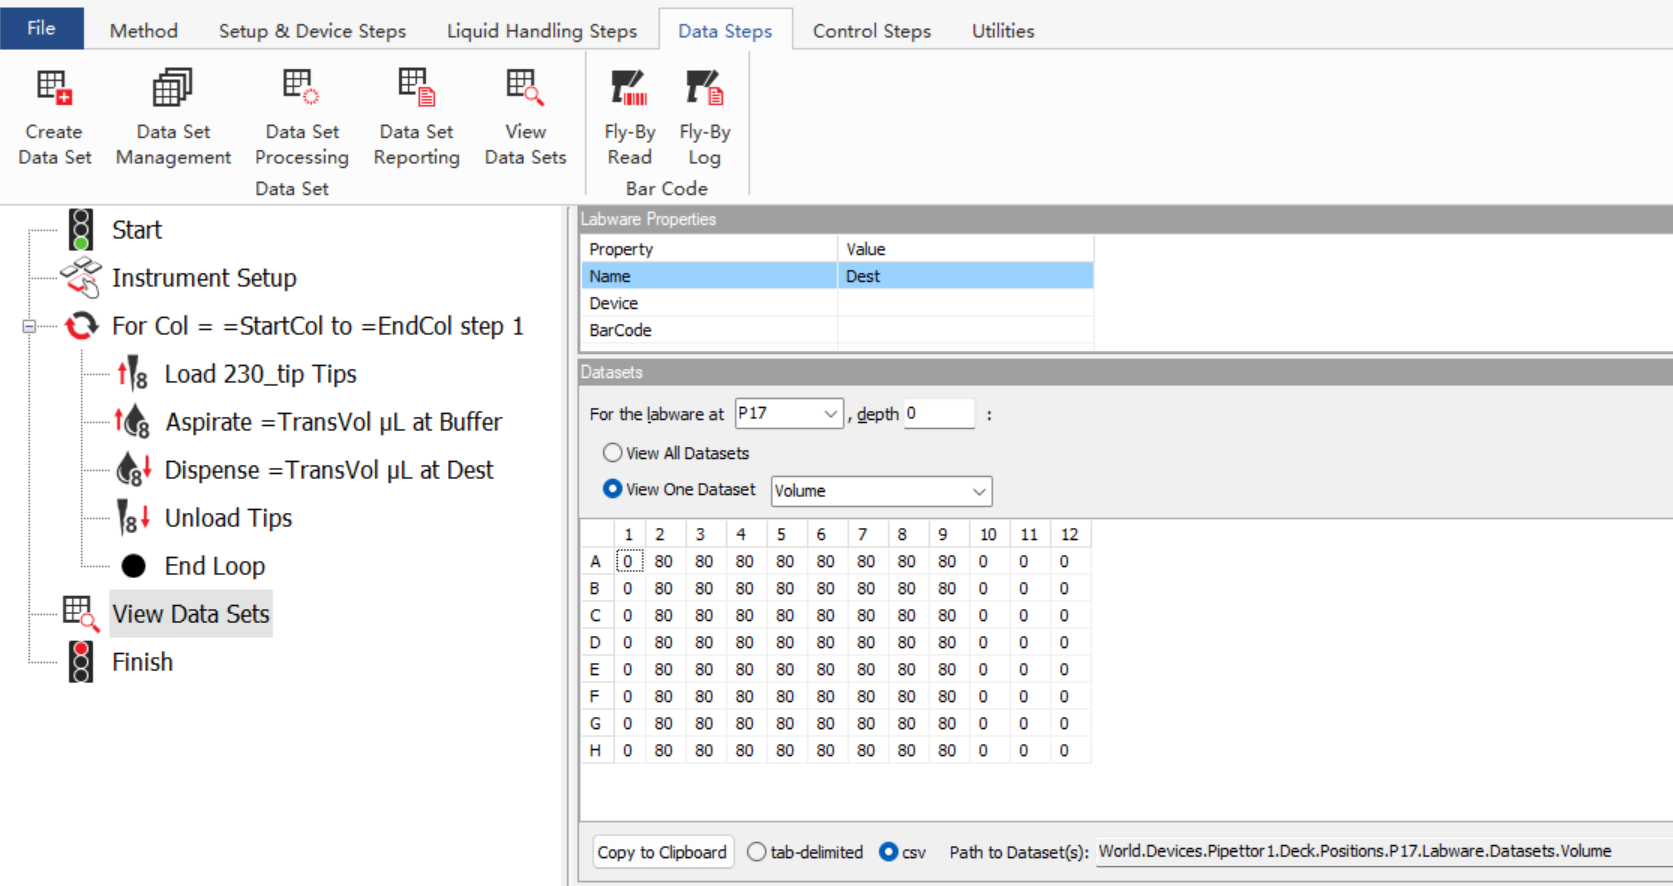 File Method Setup & Device Steps Liquid Handling Steps Data Steps Control Steps Utilities
Create Data Set
Data Set Management
Data Set Processing
Data Set Reporting
View Data Sets
Data Set
Fly-By Read
Fly-By Log
Bar Code
Start
Instrument Setup
For Col = =StartCol to =EndCol step 1
8 Load 230_tip Tips
8 Aspirate =TransVol µL at Buffer
8 Dispense =TransVol µL at Dest
8 Unload Tips
End Loop
View Data Sets
Finish
Labware Properties
Property Value
Name Dest
Device
BarCode
Datasets
For the labware at P17 , depth 0 :
View All Datasets
View One Dataset Volume
1 2 3 4 5 6 7 8 9 10 11 12
A 0 80 80 80 80 80 80 80 80 0 0 0
B 0 80 80 80 80 80 80 80 80 0 0 0
C 0 80 80 80 80 80 80 80 80 0 0 0
D 0 80 80 80 80 80 80 80 80 0 0 0
E 0 80 80 80 80 80 80 80 80 0 0 0
F 0 80 80 80 80 80 80 80 80 0 0 0
G 0 80 80 80 80 80 80 80 80 0 0 0
H 0 80 80 80 80 80 80 80 80 0 0 0
Copy to Clipboard tab-delimited csv Path to Dataset(s): World.Devices.Pipettor1.Deck.Positions.P17.Labware.Datasets.Volume